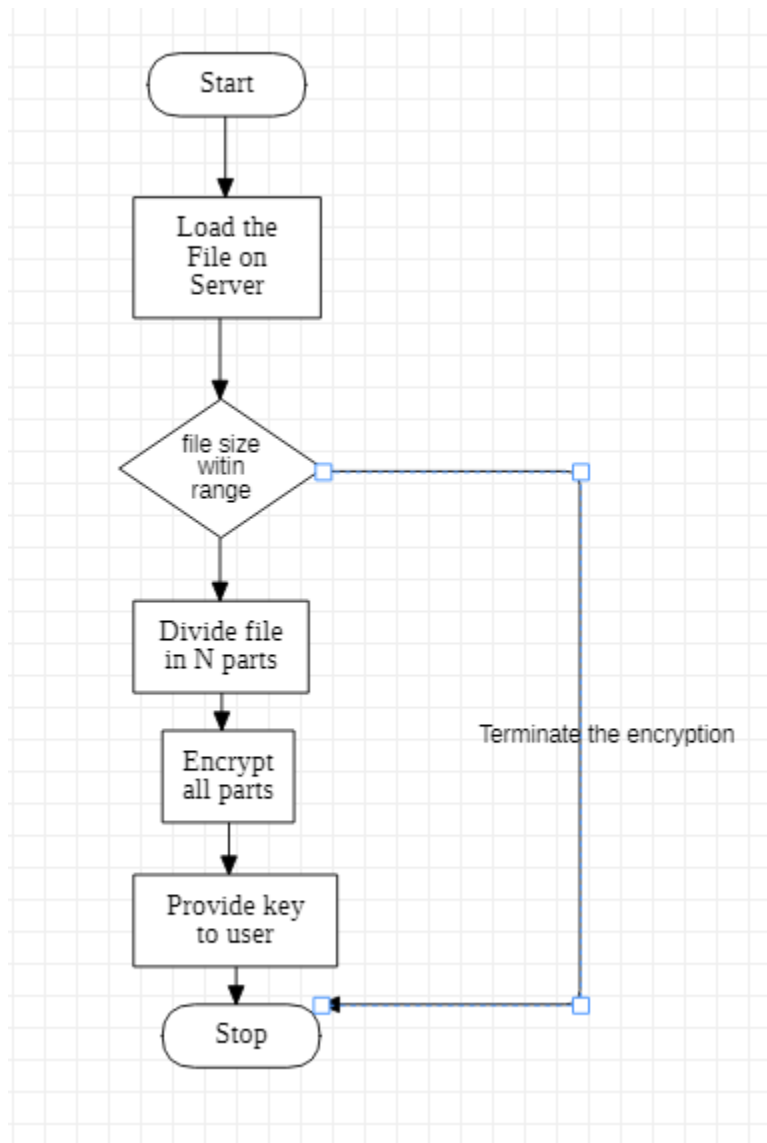 Start
Load the
File on
Server
file size
witin
range
Divide file
in N parts
Terminate the encryption
Encrypt
all parts
Provide key
to user
Stop